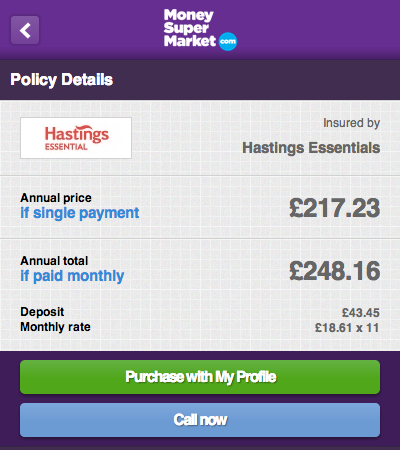 Money
Super
Market.com
Policy Details
Hastings
ESSENTIAL
Insured by
Hastings Essentials
Annual price
if single payment
£217.23
Annual total
if paid monthly
£248.16
Deposit £43.45
Monthly rate £18.61 x 11
Purchase with My Profile
Call now